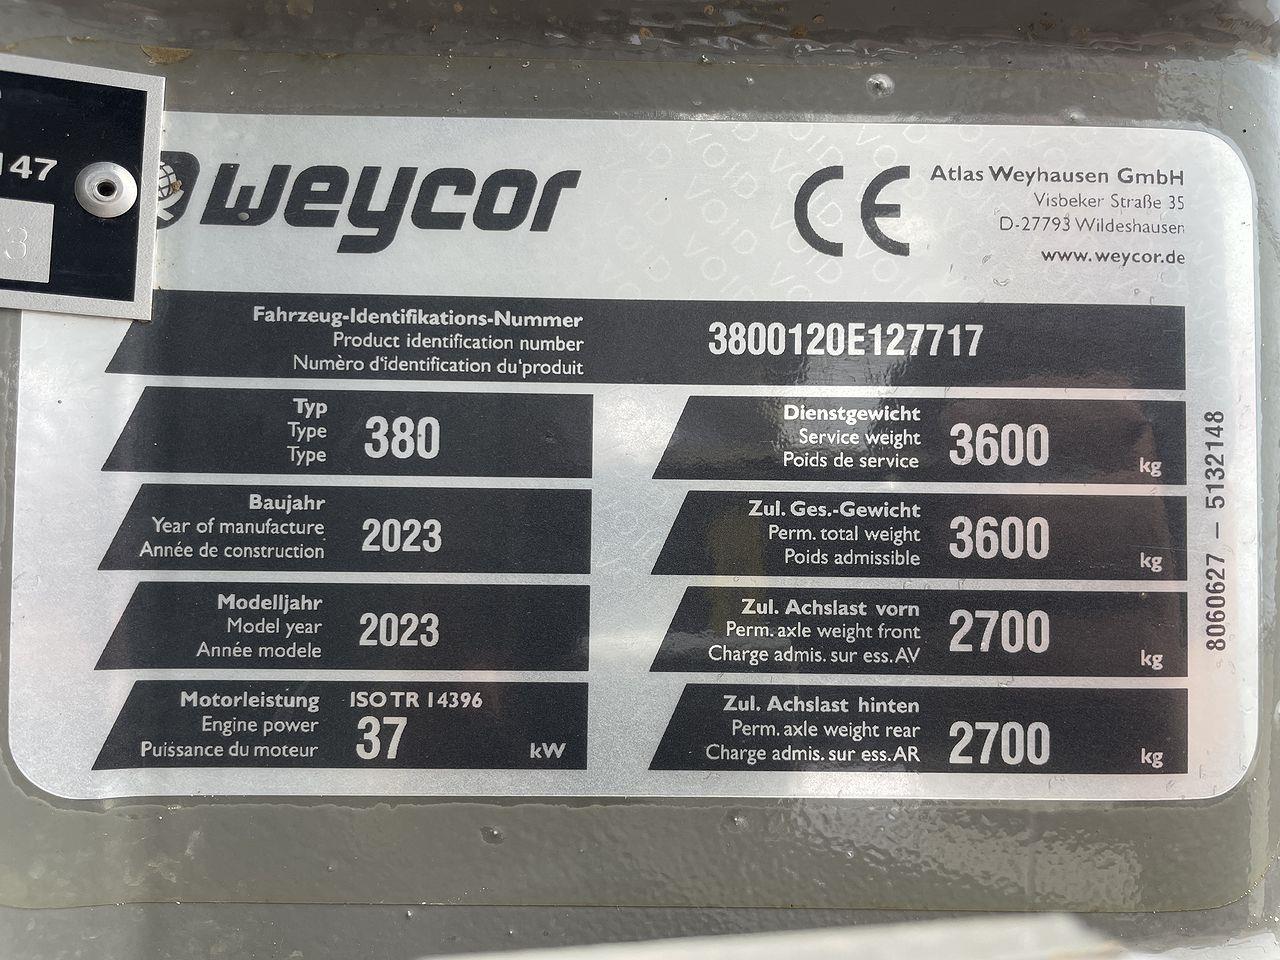 147
3
weycor
CE
Atlas Weyhausen GmbH
Visbeker Straße 35
D-27793 Wildeshausen
www.weycor.de
Fahrzeug-Identifikations-Nummer
Product identification number
Numèro d'identification du'produit
3800120E127717
Typ
Type
Type
380
Dienstgewicht
Service weight
Poids de service
3600
kg
Baujahr
Year of manufacture
Année de construction
2023
Zul. Ges.-Gewicht
Perm. total weight
Poids admissible
3600
kg
Modelljahr
Model year
Année modele
2023
Zul. Achslast vorn
Perm. axle weight front
Charge admis. sur ess. AV
2700
kg
Motorleistung
Engine power
Puissance du moteur
ISO TR 14396
37
kW
Zul. Achslast hinten
Perm. axle weight rear
Charge admis. sur ess. AR
2700
kg
8060627 – 5132148